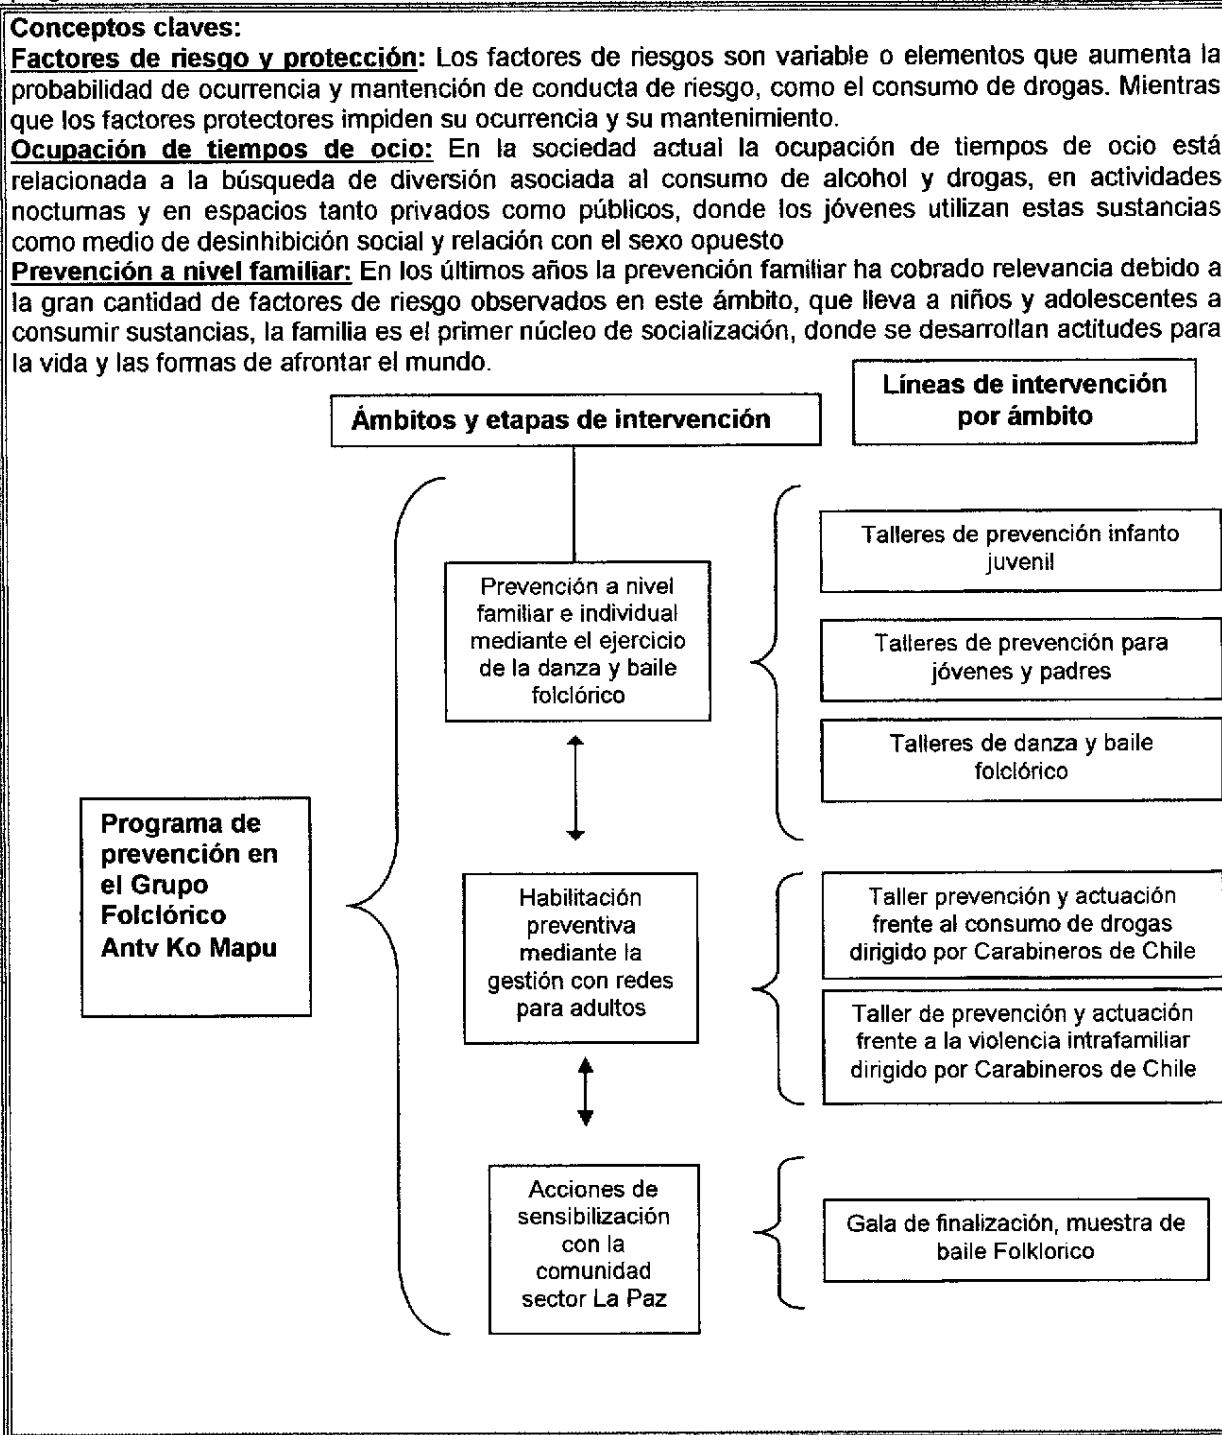 Conceptos claves:
Factores de riesgo y protección: Los factores de riesgos son variable o elementos que aumenta la
probabilidad de ocurrencia y mantención de conducta de riesgo, como el consumo de drogas. Mientras
que los factores protectores impiden su ocurrencia y su mantenimiento.
Ocupación de tiempos de ocio: En la sociedad actual la ocupación de tiempos de ocio está
relacionada a la búsqueda de diversión asociada al consumo de alcohol y drogas, en actividades
nocturnas y en espacios tanto privados como públicos, donde los jóvenes utilizan estas sustancias
como medio de desinhibición social y relación con el sexo opuesto
Prevención a nivel familiar: En los últimos años la prevención familiar ha cobrado relevancia debido a
la gran cantidad de factores de riesgo observados en este ámbito, que lleva a niños y adolescentes a
consumir sustancias, la familia es el primer núcleo de socialización, donde se desarrollan actitudes para
la vida y las formas de afrontar el mundo.
Ámbitos y etapas de intervención
Líneas de intervención
por ámbito
Programa de
prevención en
el Grupo
Folclórico
Antv Ko Mapu
Prevención a nivel
familiar e individual
mediante el ejercicio
de la danza y baile
folclórico
Talleres de prevención infanto
juvenil
Talleres de prevención para
jóvenes y padres
Talleres de danza y baile
folclórico
Habilitación
preventiva
mediante la
gestión con redes
para adultos
Taller prevención y actuación
frente al consumo de drogas
dirigido por Carabineros de Chile
Taller de prevención y actuación
frente a la violencia intrafamiliar
dirigido por Carabineros de Chile
Acciones de
sensibilización
con la
comunidad
sector La Paz
Gala de finalización, muestra de
baile Folklorico